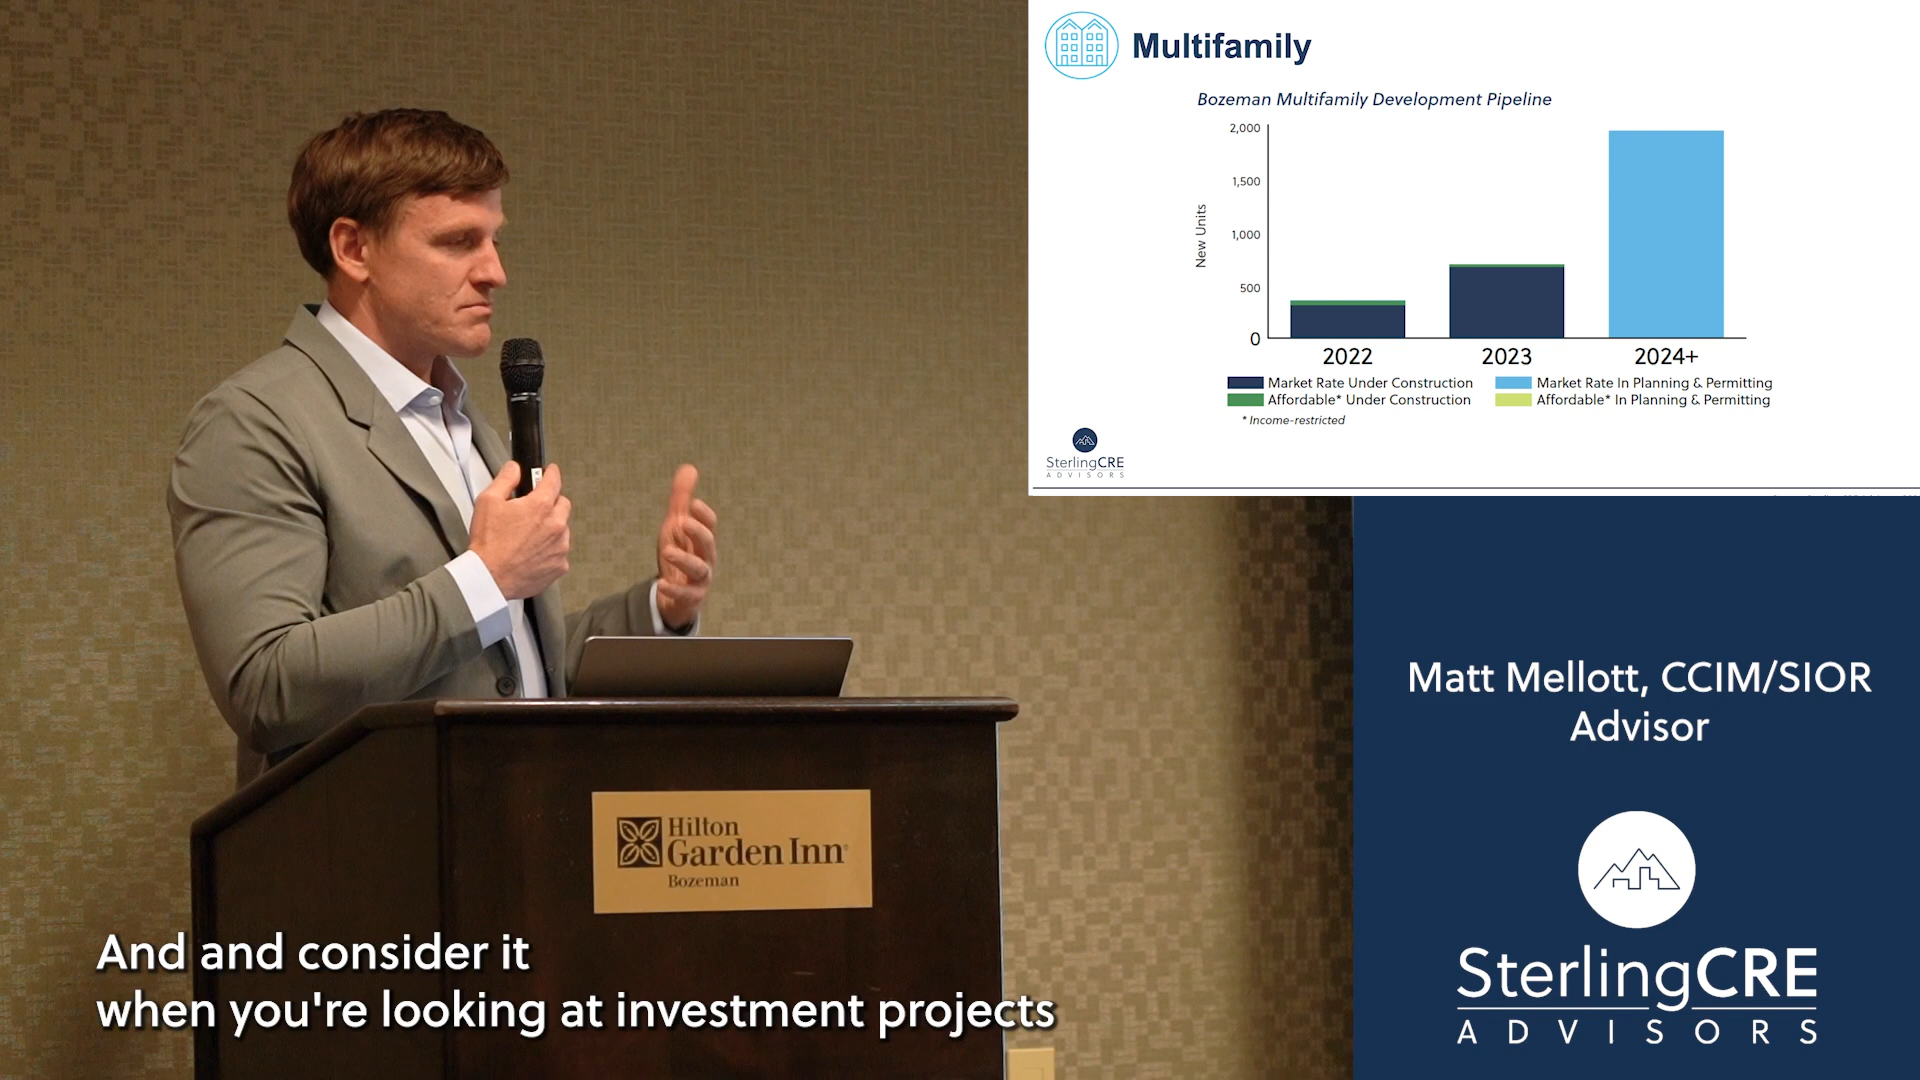 Multifamily
Bozeman Multifamily Development Pipeline
2,000
1,500
1,000
500
0
New Units
2022 2023 2024+
Market Rate Under Construction Market Rate In Planning & Permitting
Affordable* Under Construction Affordable* In Planning & Permitting
* Income-restricted
SterlingCRE
ADVISORS
Matt Mellott, CCIM/SIOR
Advisor
Hilton
Garden Inn
Bozeman
SterlingCRE
ADVISORS
And and consider it
when you're looking at investment projects